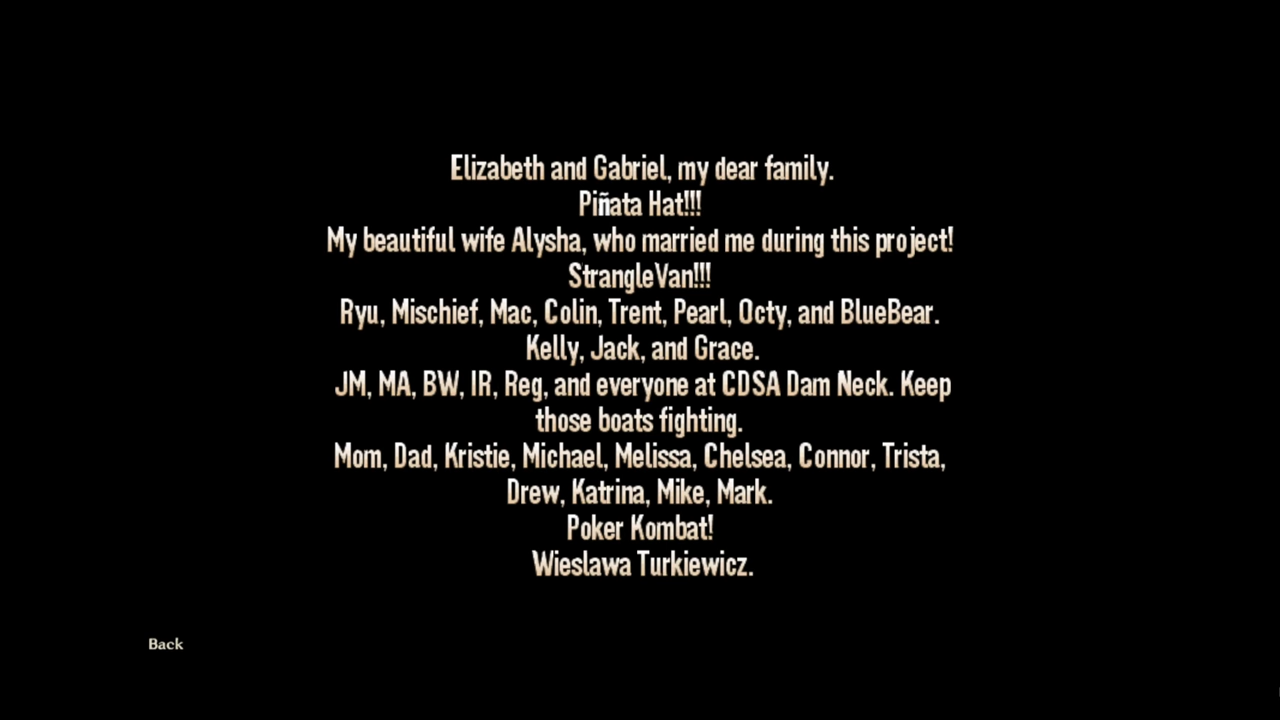 Elizabeth and Gabriel, my dear family.
Piñata Hat!!!
My beautiful wife Alysha, who married me during this project!
StrangleVan!!!
Ryu, Mischief, Mac, Colin, Trent, Pearl, Octy, and BlueBear.
Kelly, Jack, and Grace.
JM, MA, BW, IR, Reg, and everyone at CDSA Dam Neck. Keep
those boats fighting.
Mom, Dad, Kristie, Michael, Melissa, Chelsea, Connor, Trista,
Drew, Katrina, Mike, Mark.
Poker Kombat!
Wieslawa Turkiewicz.
Back